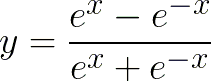 y = \frac{e^x - e^{-x}}{e^x + e^{-x}}